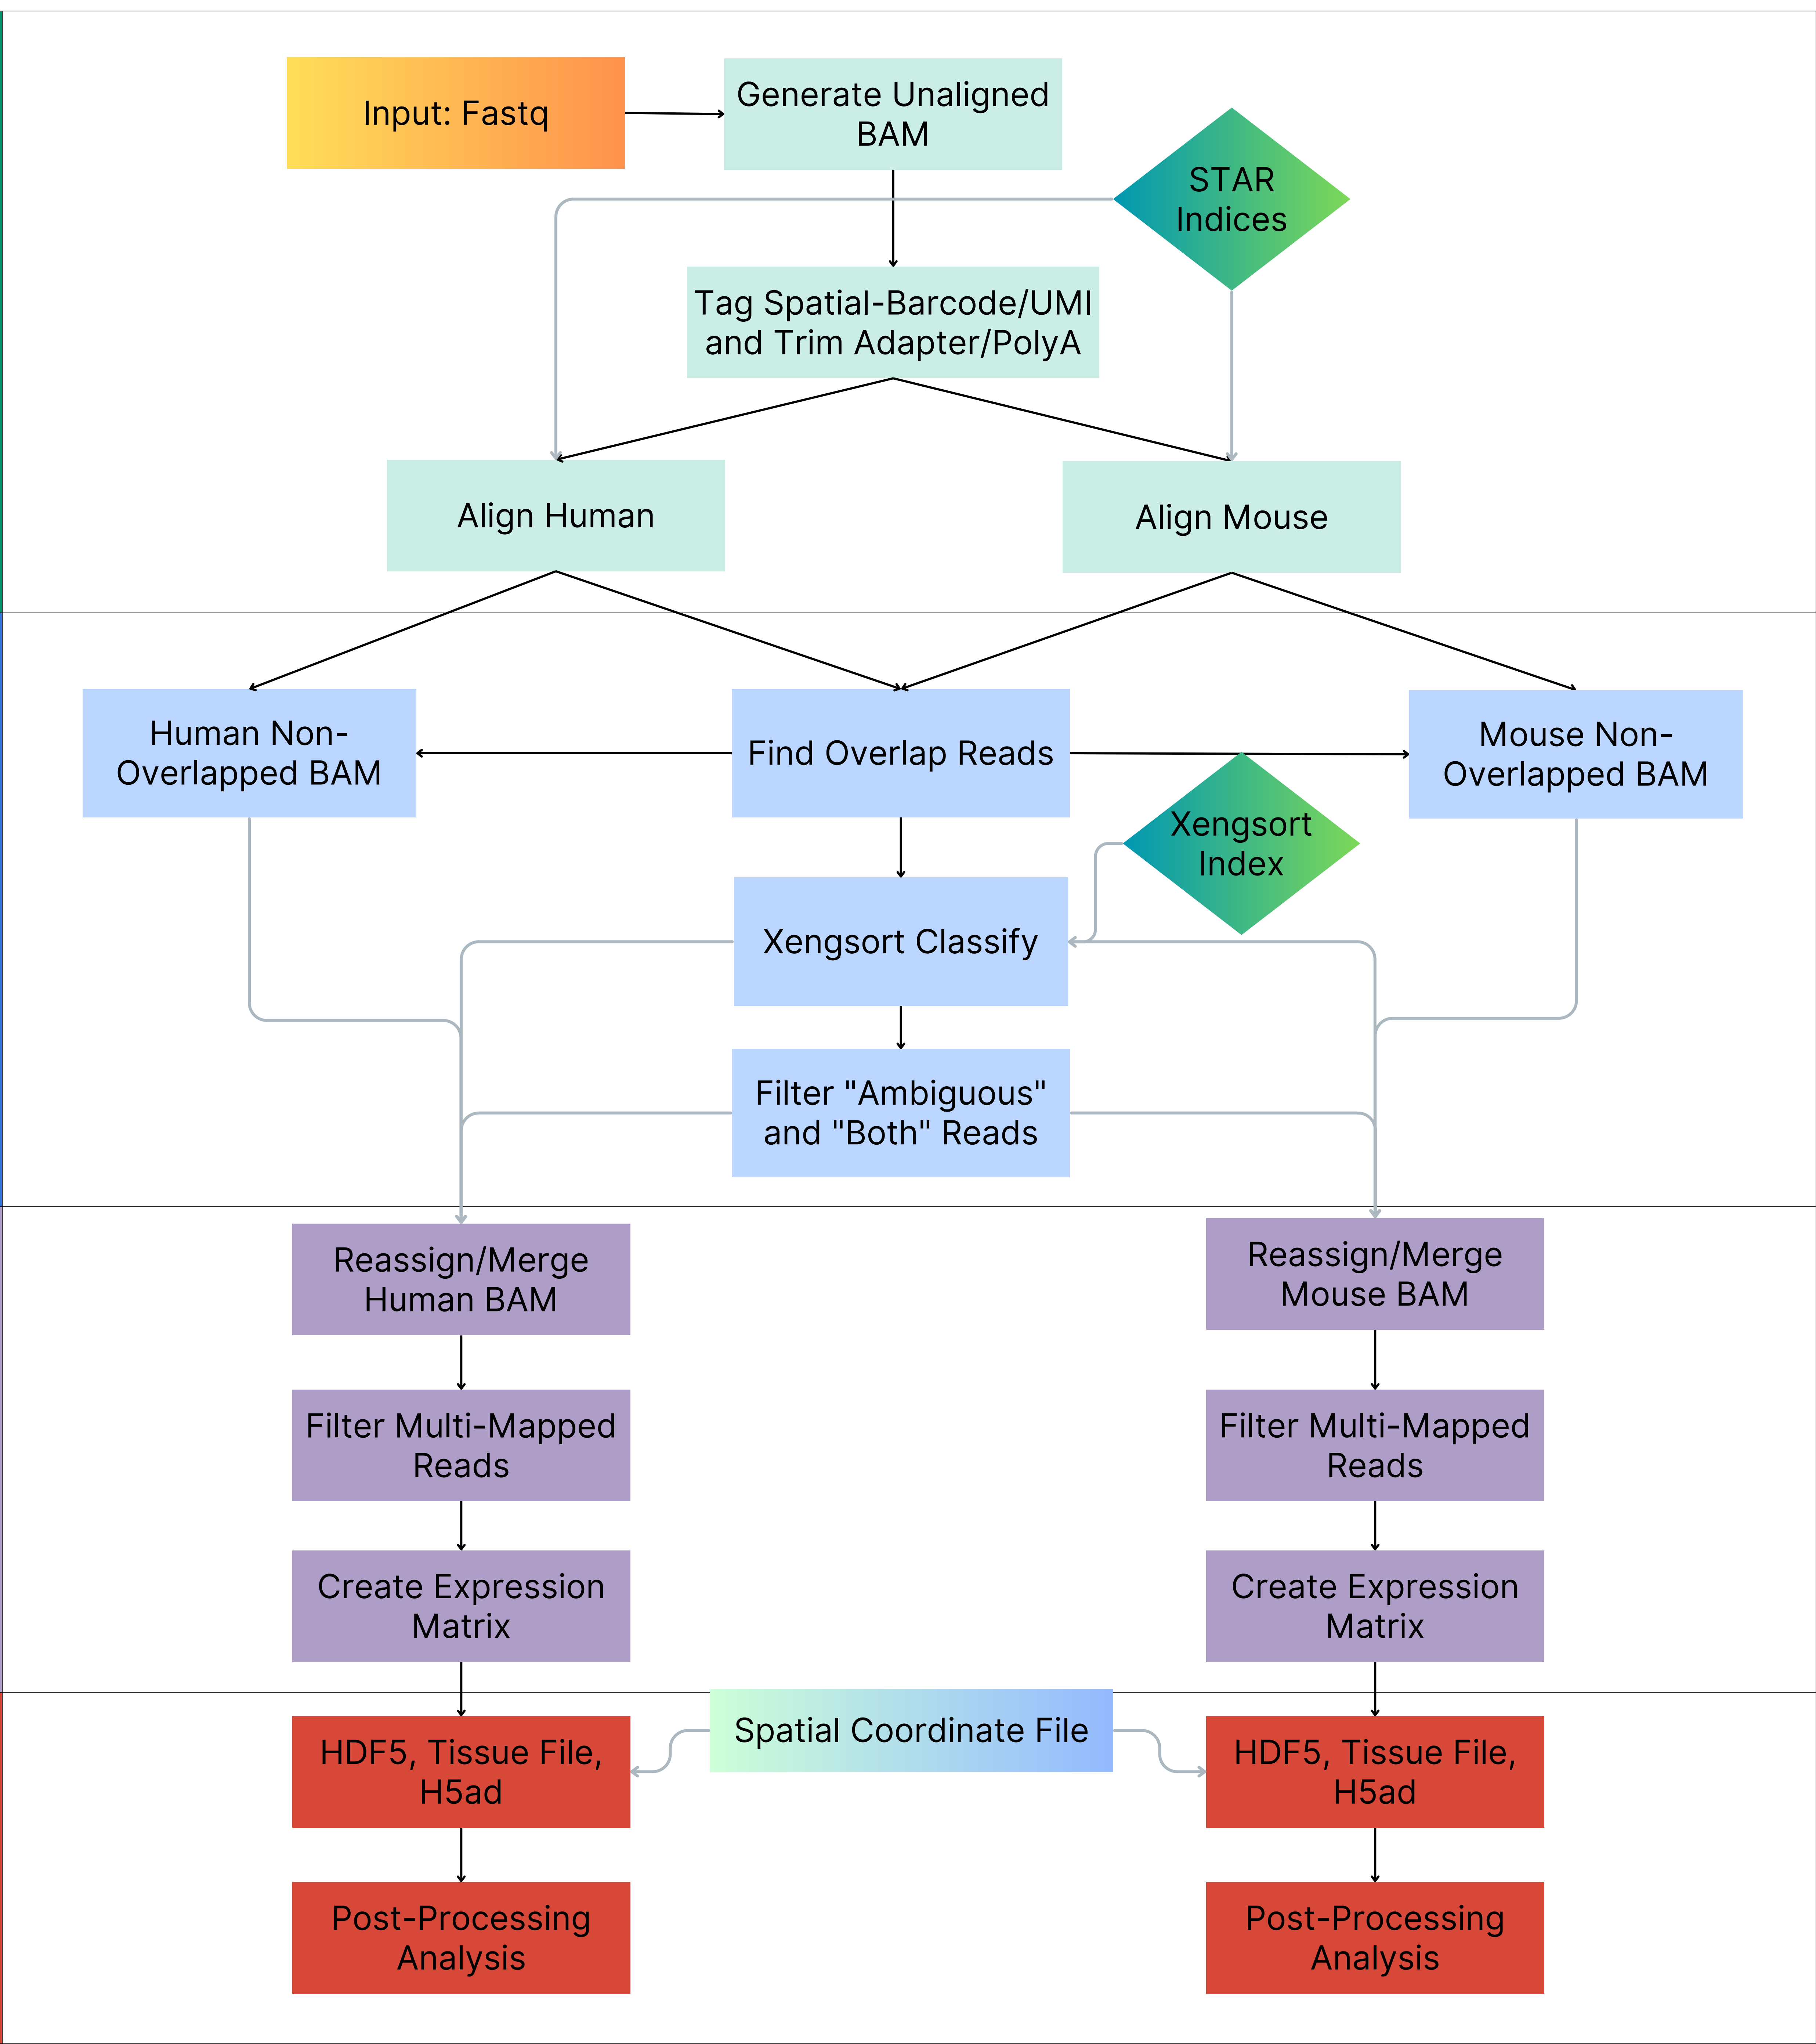 Input: Fastq
Generate Unaligned
BAM
STAR
Indices
Tag Spatial-Barcode/UMI
and Trim Adapter/PolyA
Align Human
Align Mouse
Human Non-
Overlapped BAM
Find Overlap Reads
Mouse Non-
Overlapped BAM
Xengsort
Index
Xengsort Classify
Filter "Ambiguous"
and "Both" Reads
Reassign/Merge
Human BAM
Reassign/Merge
Mouse BAM
Filter Multi-Mapped
Reads
Filter Multi-Mapped
Reads
Create Expression
Matrix
Create Expression
Matrix
Spatial Coordinate File
HDF5, Tissue File,
H5ad
HDF5, Tissue File,
H5ad
Post-Processing
Analysis
Post-Processing
Analysis